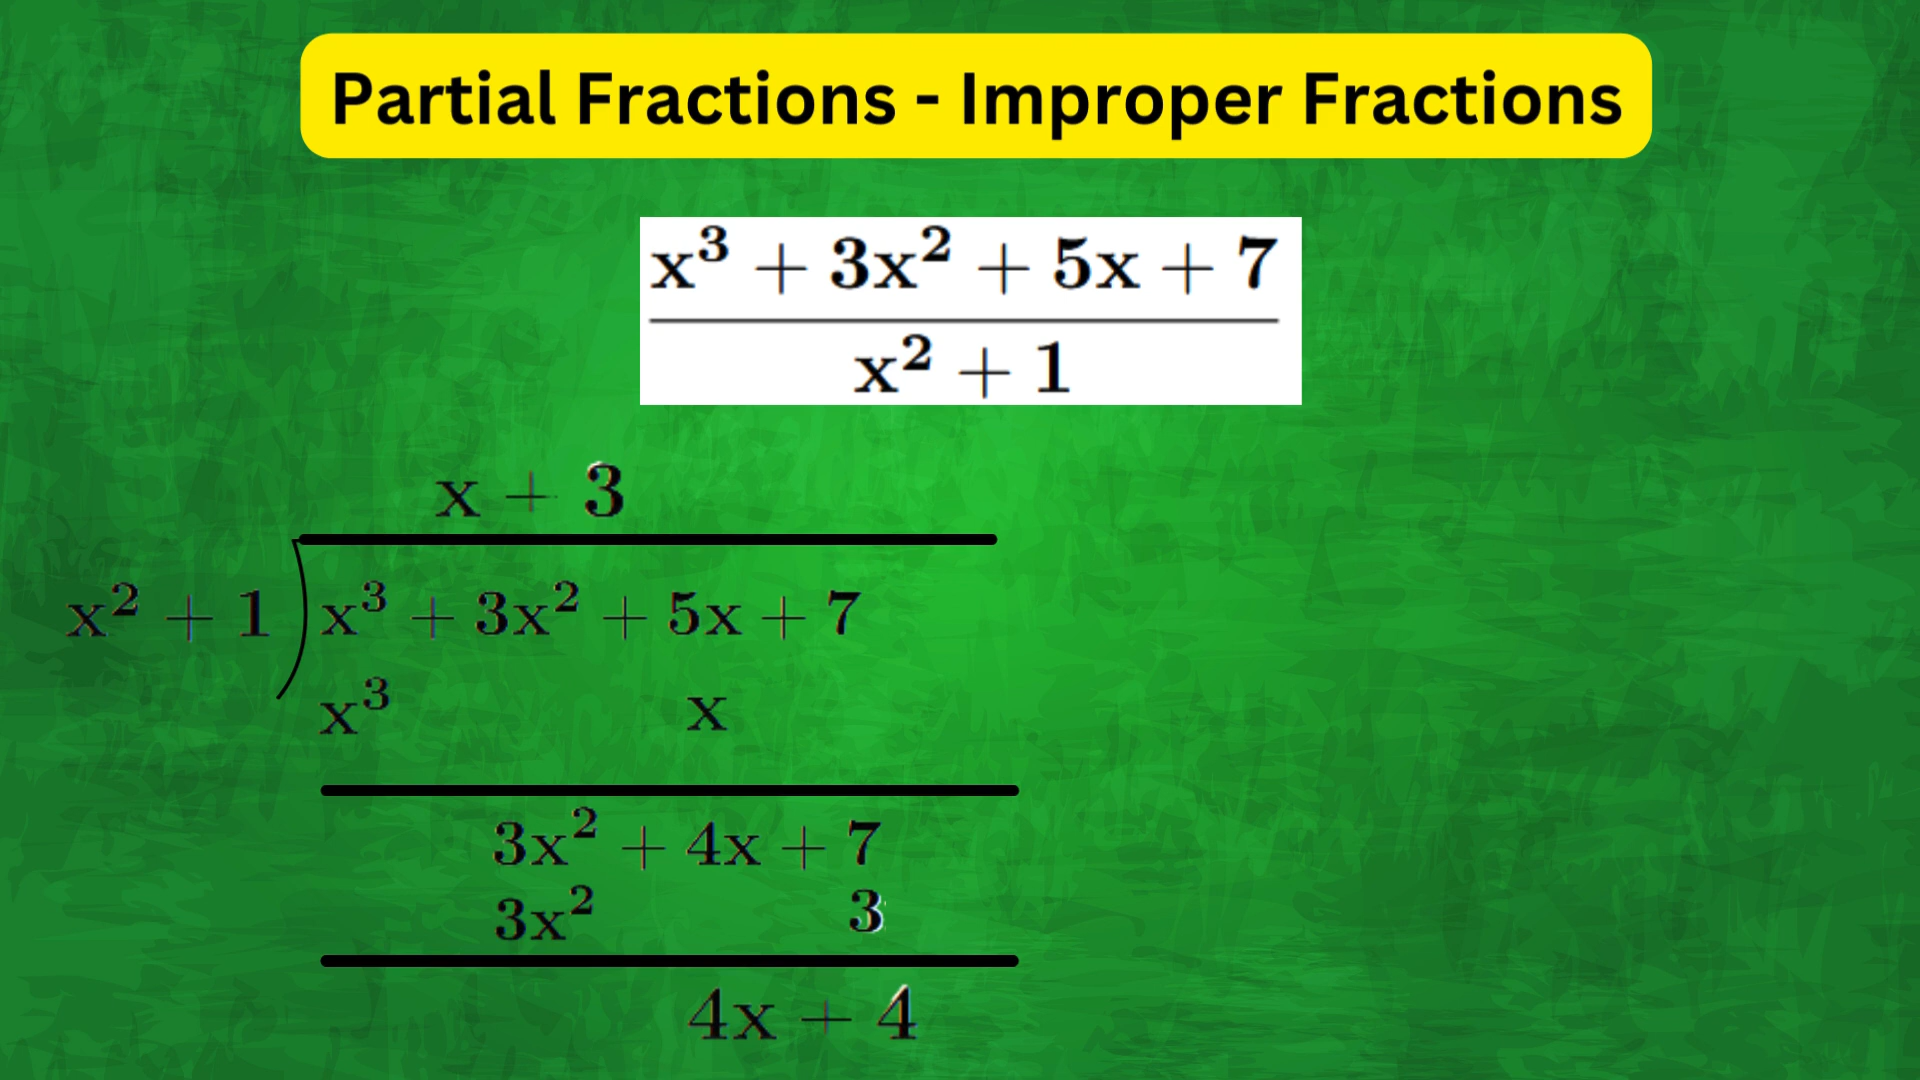 Partial Fractions - Improper Fractions
x³ + 3x² + 5x + 7
x² + 1
x + 3
x² + 1 ) x³ + 3x² + 5x + 7
x³ x
3x² + 4x + 7
3x² 3
4x + 4